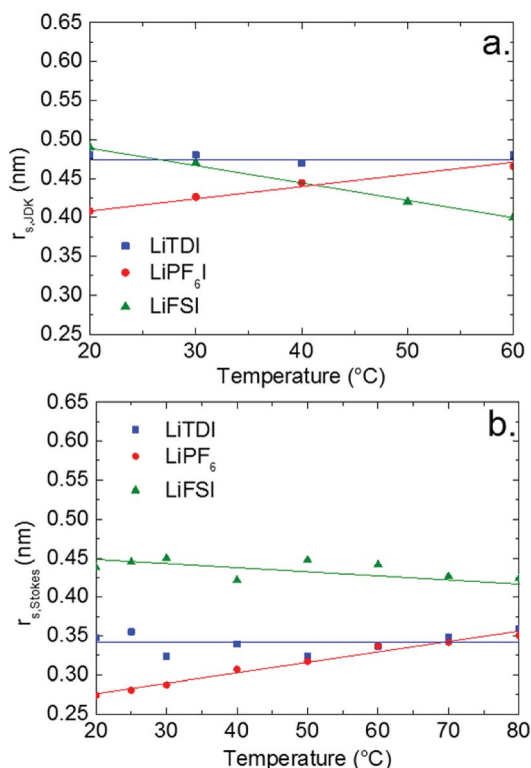 a.
0.65
0.60
0.55
0.50
0.45
0.40
0.35
0.30
0.25
r_s,JDK (nm)
LiTDI
LiPF6I
LiFSI
20 30 40 50 60
Temperature (°C)
b.
0.65
0.60
0.55
0.50
0.45
0.40
0.35
0.30
0.25
r_s,Stokes (nm)
LiTDI
LiPF6
LiFSI
20 30 40 50 60 70 80
Temperature (°C)